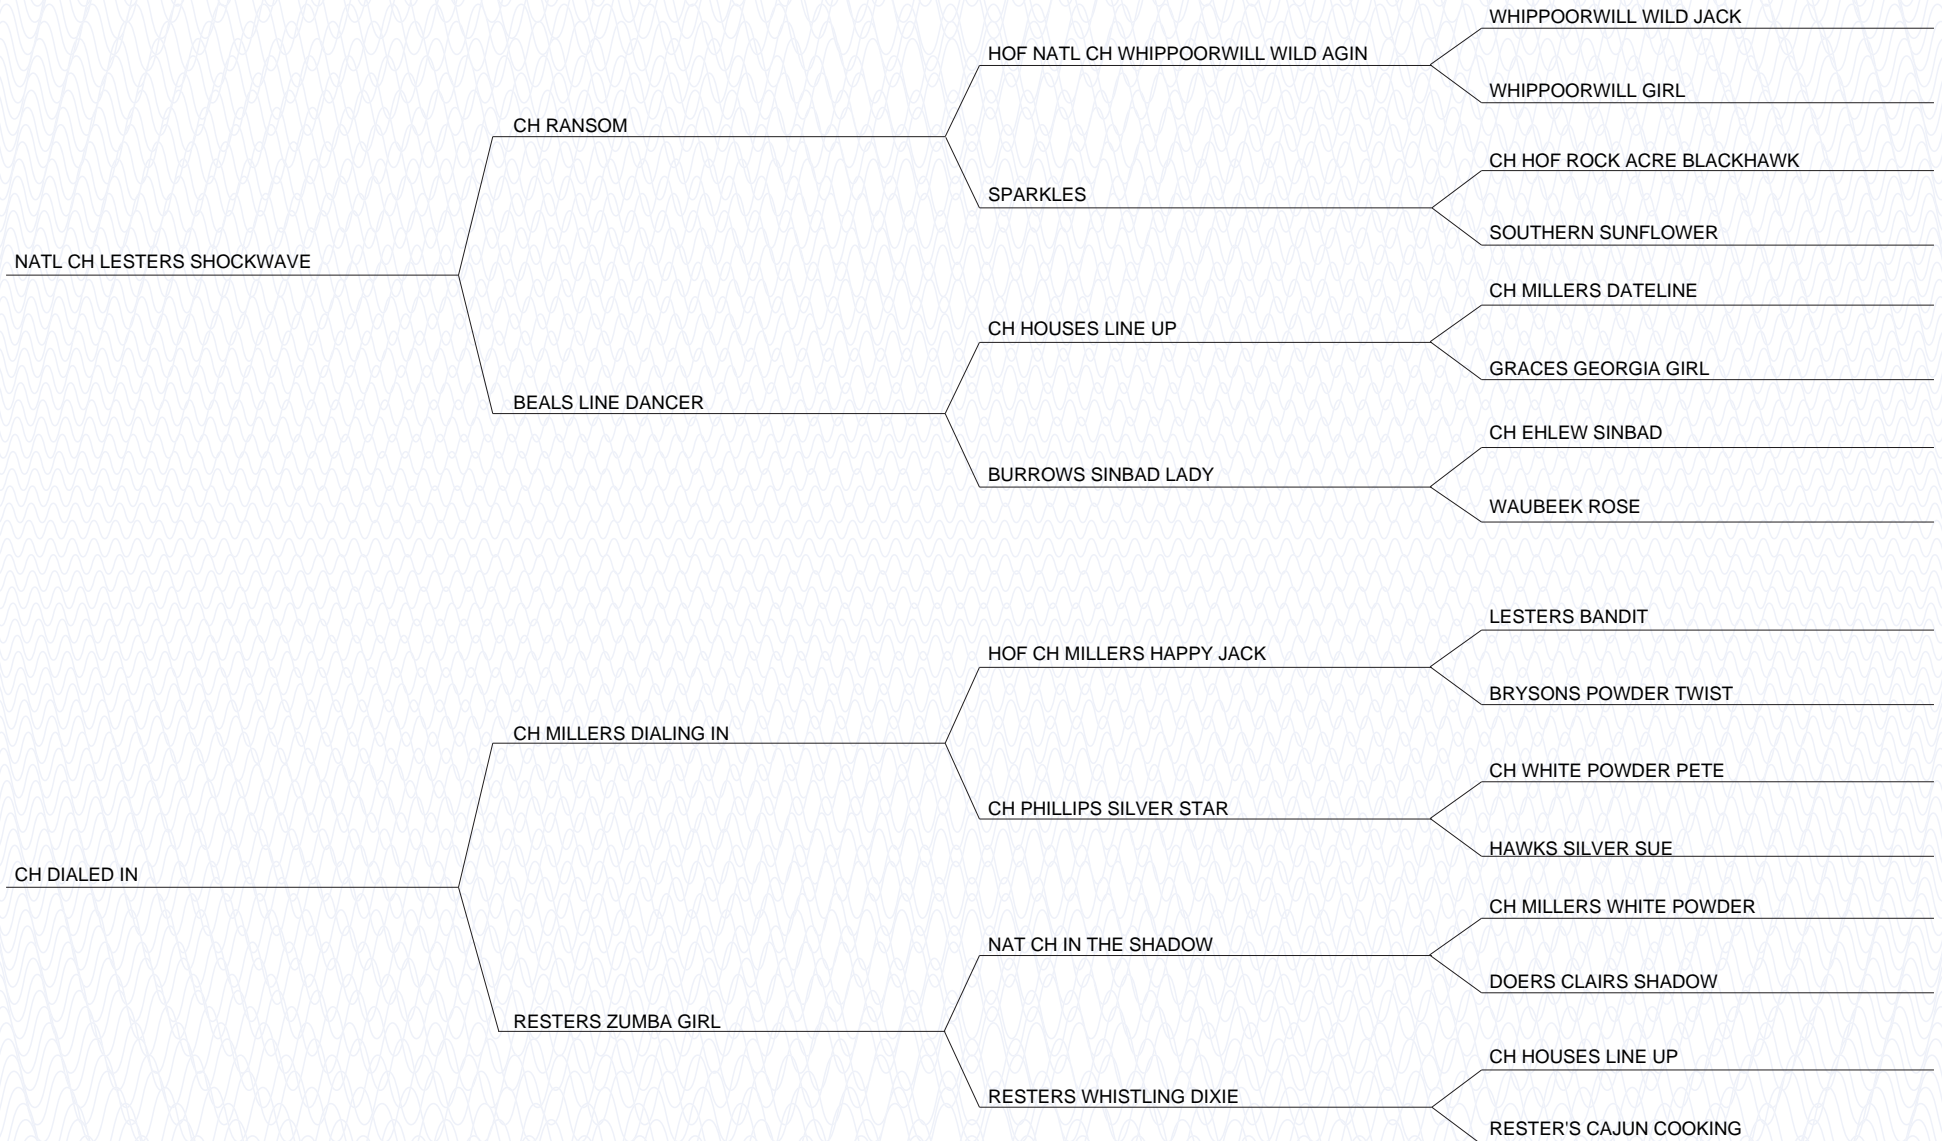 WHIPPOORWILL WILD JACK
HOF NATL CH WHIPPOORWILL WILD AGIN
WHIPPOORWILL GIRL
CH RANSOM
CH HOF ROCK ACRE BLACKHAWK
SPARKLES
SOUTHERN SUNFLOWER
NATL CH LESTERS SHOCKWAVE
CH MILLERS DATELINE
CH HOUSES LINE UP
GRACES GEORGIA GIRL
BEALS LINE DANCER
CH EHLEW SINBAD
BURROWS SINBAD LADY
WAUBEEK ROSE
LESTERS BANDIT
HOF CH MILLERS HAPPY JACK
BRYSONS POWDER TWIST
CH MILLERS DIALING IN
CH WHITE POWDER PETE
CH PHILLIPS SILVER STAR
HAWKS SILVER SUE
CH DIALED IN
CH MILLERS WHITE POWDER
NAT CH IN THE SHADOW
DOERS CLAIRS SHADOW
RESTERS ZUMBA GIRL
CH HOUSES LINE UP
RESTERS WHISTLING DIXIE
RESTER'S CAJUN COOKING